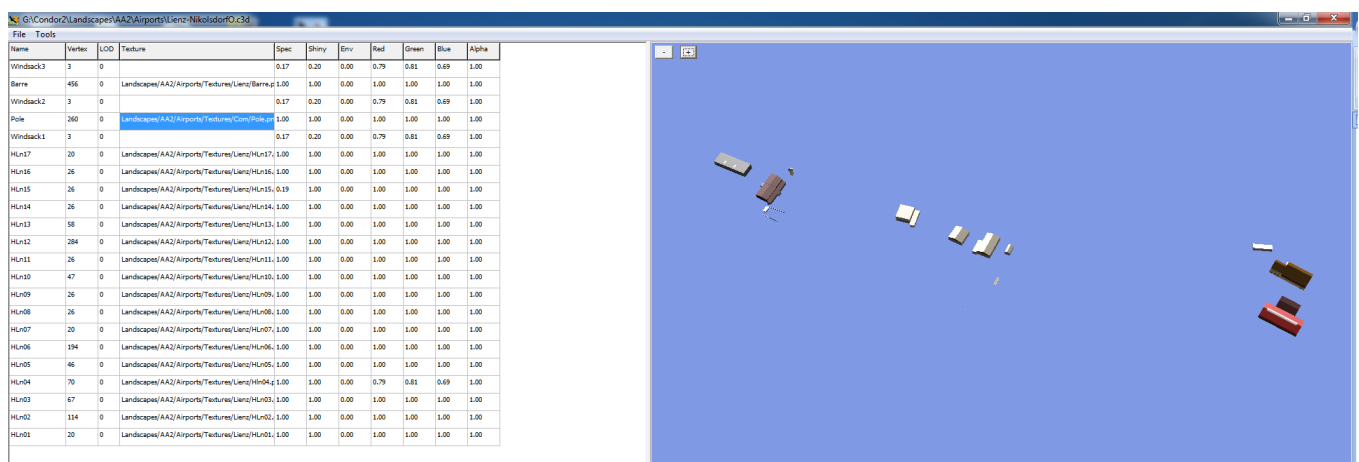 G:\Condor2\Landscapes\AA2\Airports\Lienz-NikolsdorfO.c3d
File Tools
Name Vertex LOD Texture Spec Shiny Env Red Green Blue Alpha
Windsack3 3 0 0.17 0.20 0.00 0.79 0.81 0.69 1.00
Barre 456 0 Landscapes/AA2/Airports/Textures/Lienz/Barre.p 1.00 1.00 0.00 1.00 1.00 1.00 1.00
Windsack2 3 0 0.17 0.20 0.00 0.79 0.81 0.69 1.00
Pole 260 0 Landscapes/AA2/Airports/Textures/Com/Pole.pn 1.00 1.00 0.00 1.00 1.00 1.00 1.00
Windsack1 3 0 0.17 0.20 0.00 0.79 0.81 0.69 1.00
HLn17 20 0 Landscapes/AA2/Airports/Textures/Lienz/HLn17. 1.00 1.00 0.00 1.00 1.00 1.00 1.00
HLn16 26 0 Landscapes/AA2/Airports/Textures/Lienz/HLn16. 1.00 1.00 0.00 1.00 1.00 1.00 1.00
HLn15 26 0 Landscapes/AA2/Airports/Textures/Lienz/HLn15. 0.19 1.00 0.00 1.00 1.00 1.00 1.00
HLn14 26 0 Landscapes/AA2/Airports/Textures/Lienz/HLn14. 1.00 1.00 0.00 1.00 1.00 1.00 1.00
HLn13 58 0 Landscapes/AA2/Airports/Textures/Lienz/HLn13. 1.00 1.00 0.00 1.00 1.00 1.00 1.00
HLn12 284 0 Landscapes/AA2/Airports/Textures/Lienz/HLn12. 1.00 1.00 0.00 1.00 1.00 1.00 1.00
HLn11 26 0 Landscapes/AA2/Airports/Textures/Lienz/HLn11. 1.00 1.00 0.00 1.00 1.00 1.00 1.00
HLn10 47 0 Landscapes/AA2/Airports/Textures/Lienz/HLn10. 1.00 1.00 0.00 1.00 1.00 1.00 1.00
HLn09 26 0 Landscapes/AA2/Airports/Textures/Lienz/HLn09. 1.00 1.00 0.00 1.00 1.00 1.00 1.00
HLn08 26 0 Landscapes/AA2/Airports/Textures/Lienz/HLn08. 1.00 1.00 0.00 1.00 1.00 1.00 1.00
HLn07 20 0 Landscapes/AA2/Airports/Textures/Lienz/HLn07. 1.00 1.00 0.00 1.00 1.00 1.00 1.00
HLn06 194 0 Landscapes/AA2/Airports/Textures/Lienz/HLn06. 1.00 1.00 0.00 1.00 1.00 1.00 1.00
HLn05 46 0 Landscapes/AA2/Airports/Textures/Lienz/HLn05. 1.00 1.00 0.00 1.00 1.00 1.00 1.00
HLn04 70 0 Landscapes/AA2/Airports/Textures/Lienz/Hln04.p 1.00 1.00 0.00 0.79 0.81 0.69 1.00
HLn03 67 0 Landscapes/AA2/Airports/Textures/Lienz/HLn03. 1.00 1.00 0.00 1.00 1.00 1.00 1.00
HLn02 114 0 Landscapes/AA2/Airports/Textures/Lienz/HLn02. 1.00 1.00 0.00 1.00 1.00 1.00 1.00
HLn01 20 0 Landscapes/AA2/Airports/Textures/Lienz/HLn01. 1.00 1.00 0.00 1.00 1.00 1.00 1.00
- +